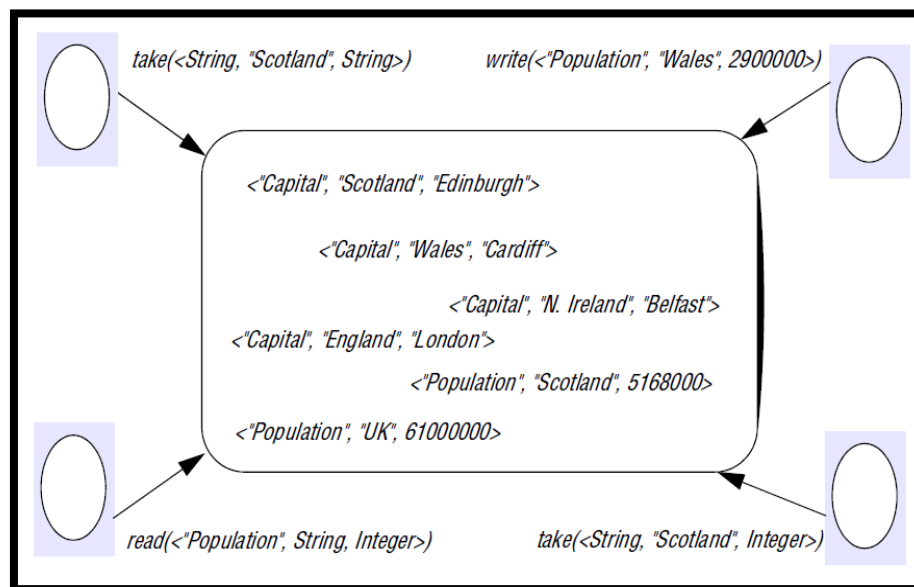 take(<String, "Scotland", String>)
write(<"Population", "Wales", 2900000>)
<"Capital", "Scotland", "Edinburgh">
<"Capital", "Wales", "Cardiff">
<"Capital", "N. Ireland", "Belfast">
<"Capital", "England", "London">
<"Population", "Scotland", 5168000>
<"Population", "UK", 61000000>
read(<"Population", String, Integer>)
take(<String, "Scotland", Integer>)